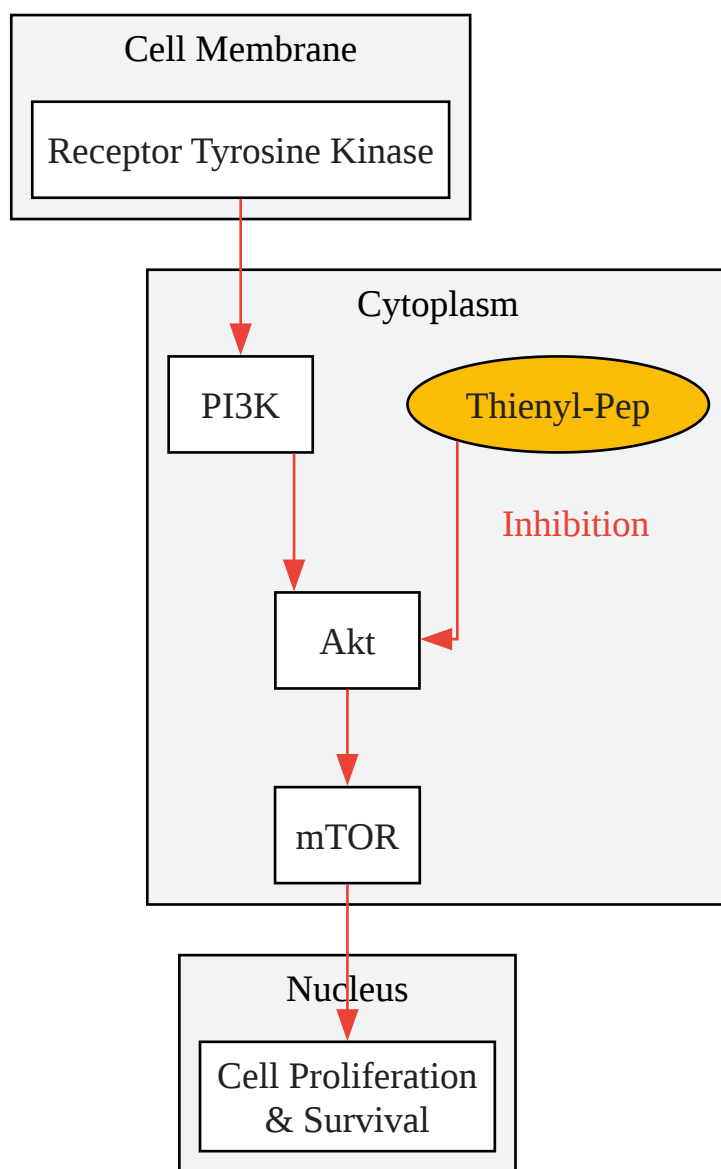 Cell Membrane
Receptor Tyrosine Kinase
Cytoplasm
PI3K
Thienyl-Pep
Inhibition
Akt
mTOR
Nucleus
Cell Proliferation
& Survival